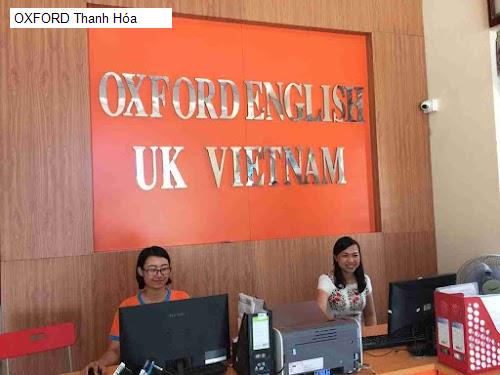 OXFORD Thanh Hóa
OXFORD ENGLISH
UK VIETNAM